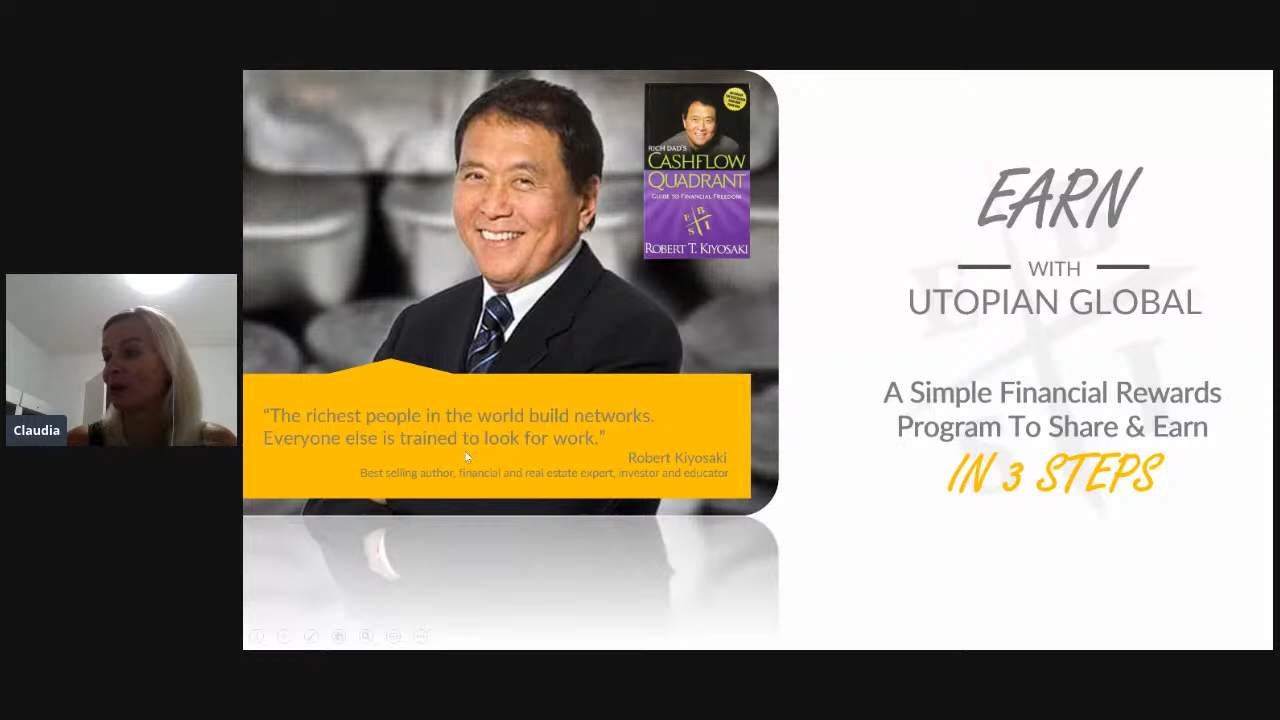 Claudia
RICH DAD'S
CASHFLOW
QUADRANT
GUIDE TO FINANCIAL FREEDOM
E B
S I
ROBERT T. KIYOSAKI
“The richest people in the world build networks.
Everyone else is trained to look for work.”
Robert Kiyosaki
Best selling author, financial and real estate expert, investor and educator
EARN
WITH
UTOPIAN GLOBAL
A Simple Financial Rewards
Program To Share & Earn
IN 3 STEPS
E B
S I